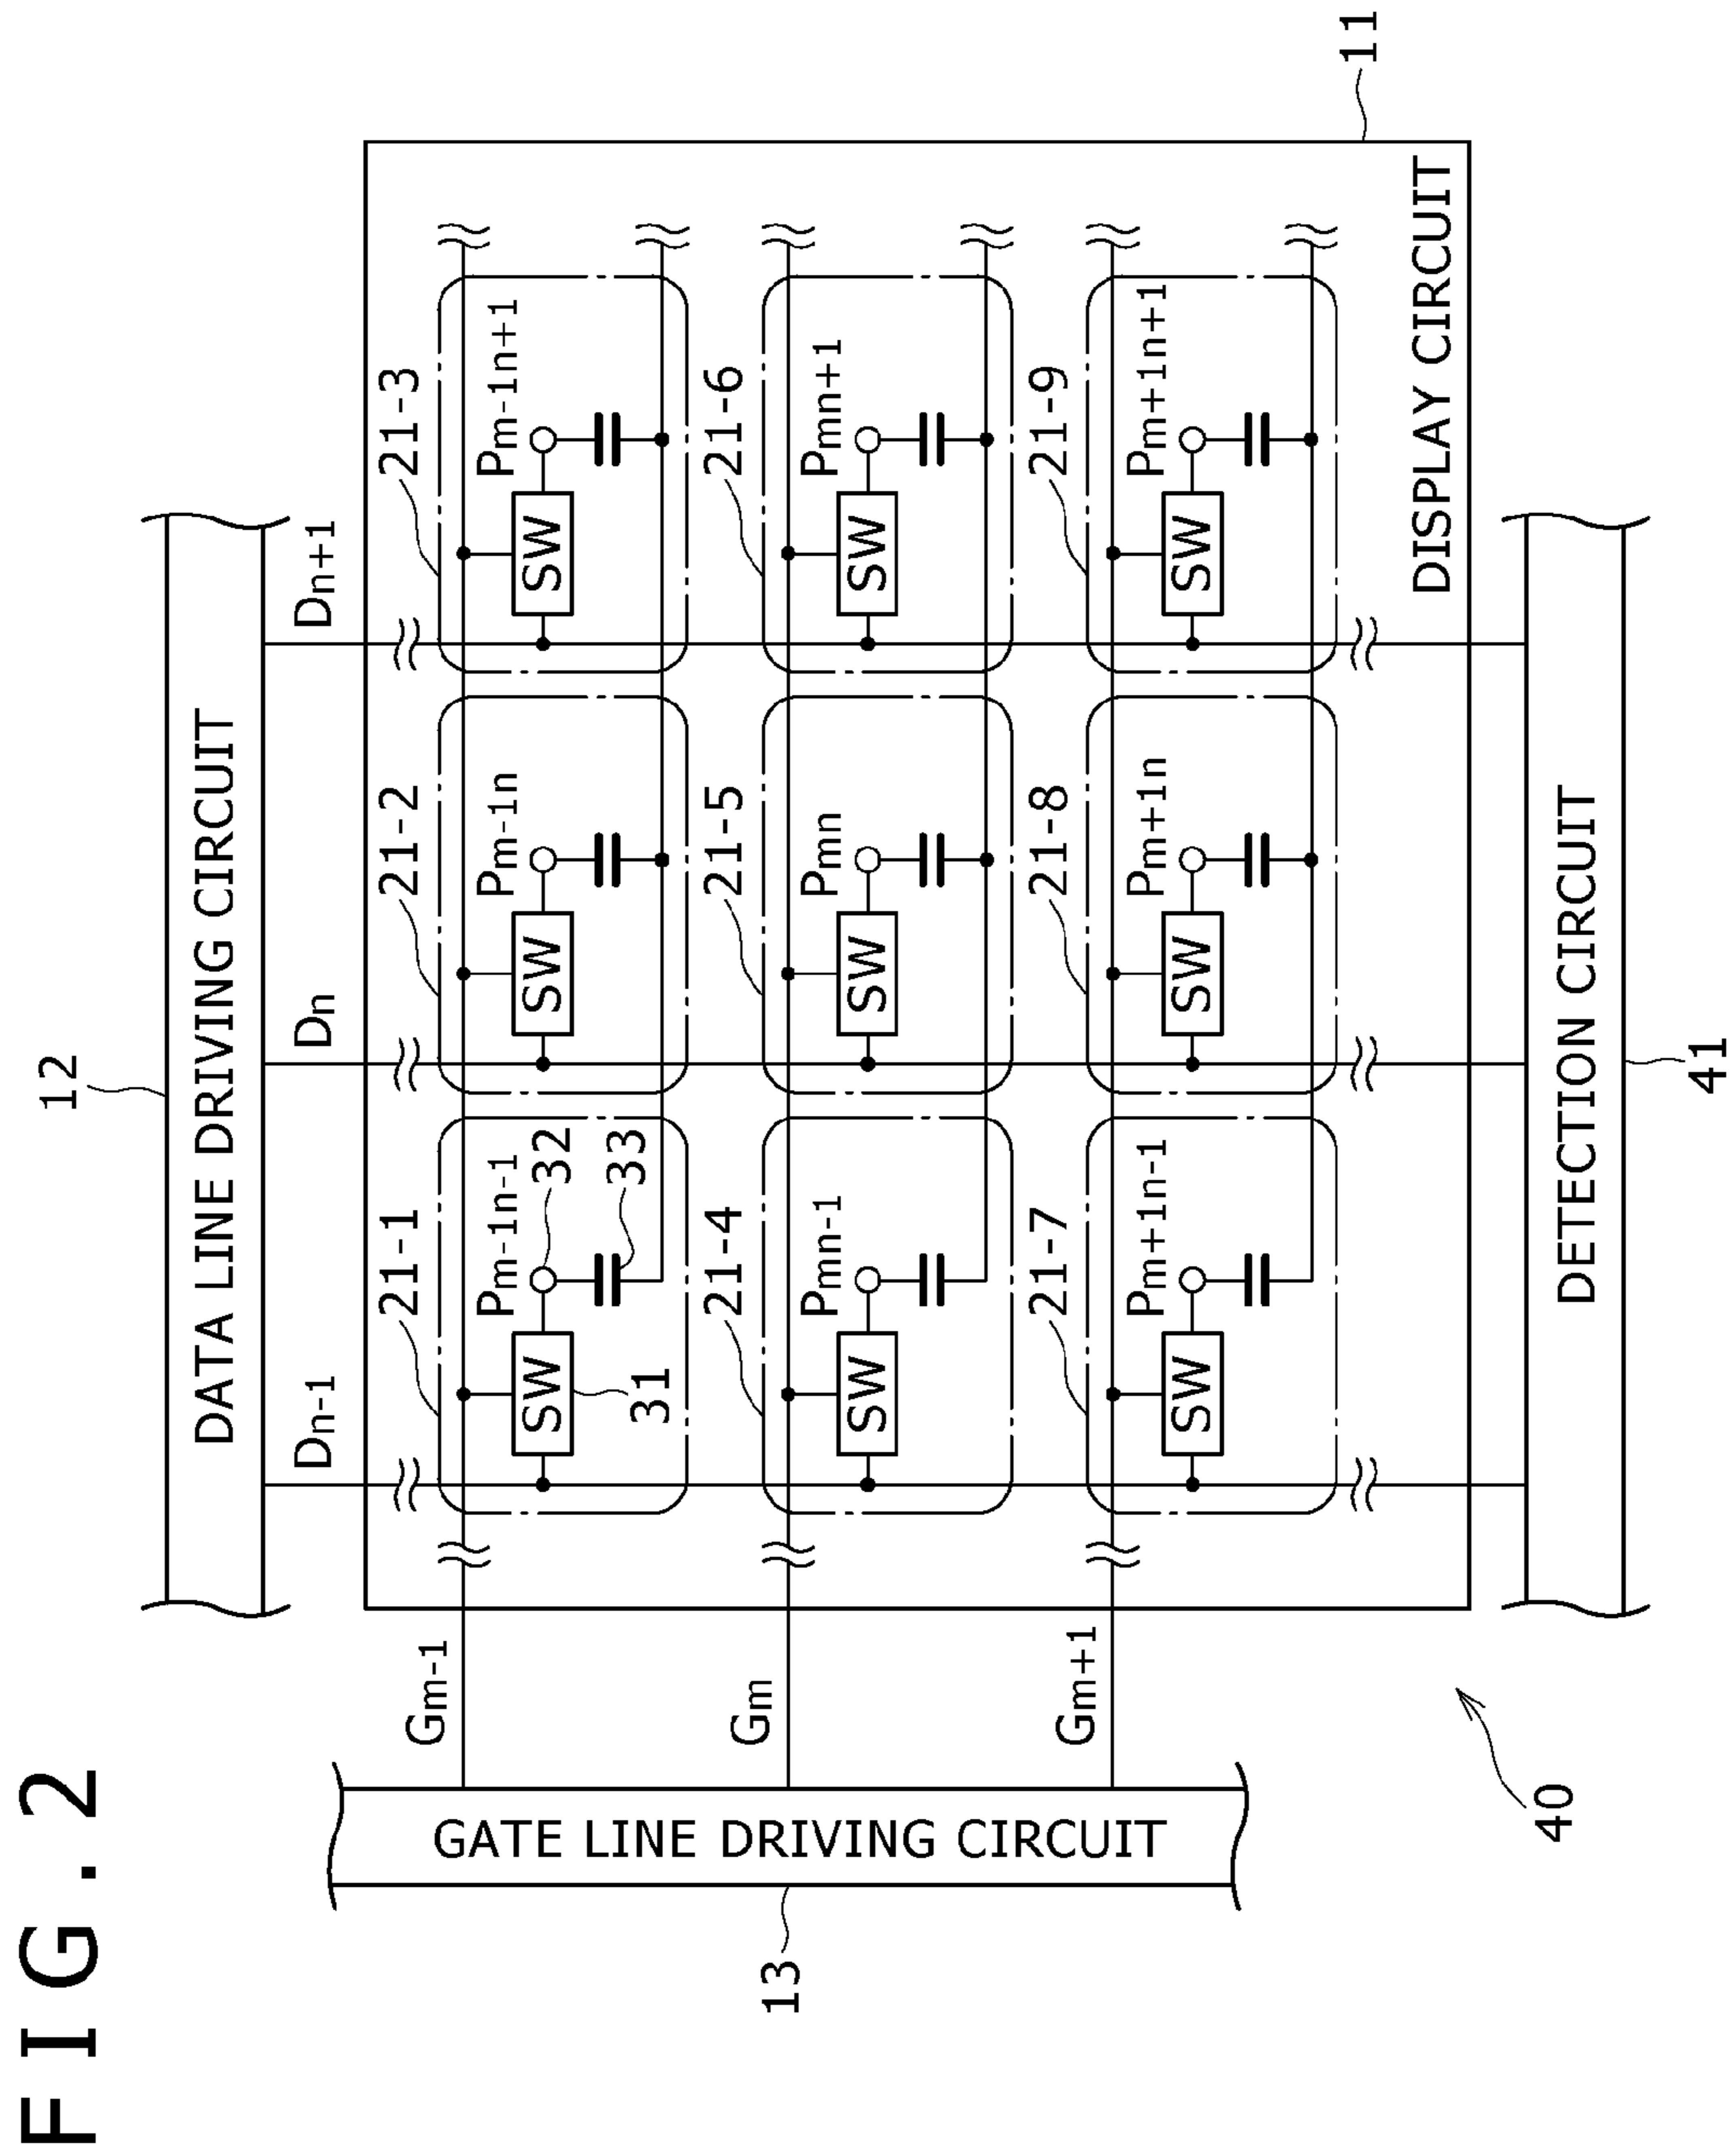 FIG. 2
12
DATA LINE DRIVING CIRCUIT
Dn-1 Dn Dn+1
11
21-1 21-2 21-3
Gm-1
Pm-1n-1 Pm-1n Pm-1n+1
SW SW SW
32
31 33
21-4 21-5 21-6
Gm
Pmn-1 Pmn Pmn+1
SW SW SW
13
GATE LINE DRIVING CIRCUIT
21-7 21-8 21-9
Gm+1
Pm+1n-1 Pm+1n Pm+1n+1
SW SW SW
DISPLAY CIRCUIT
40
DETECTION CIRCUIT
41